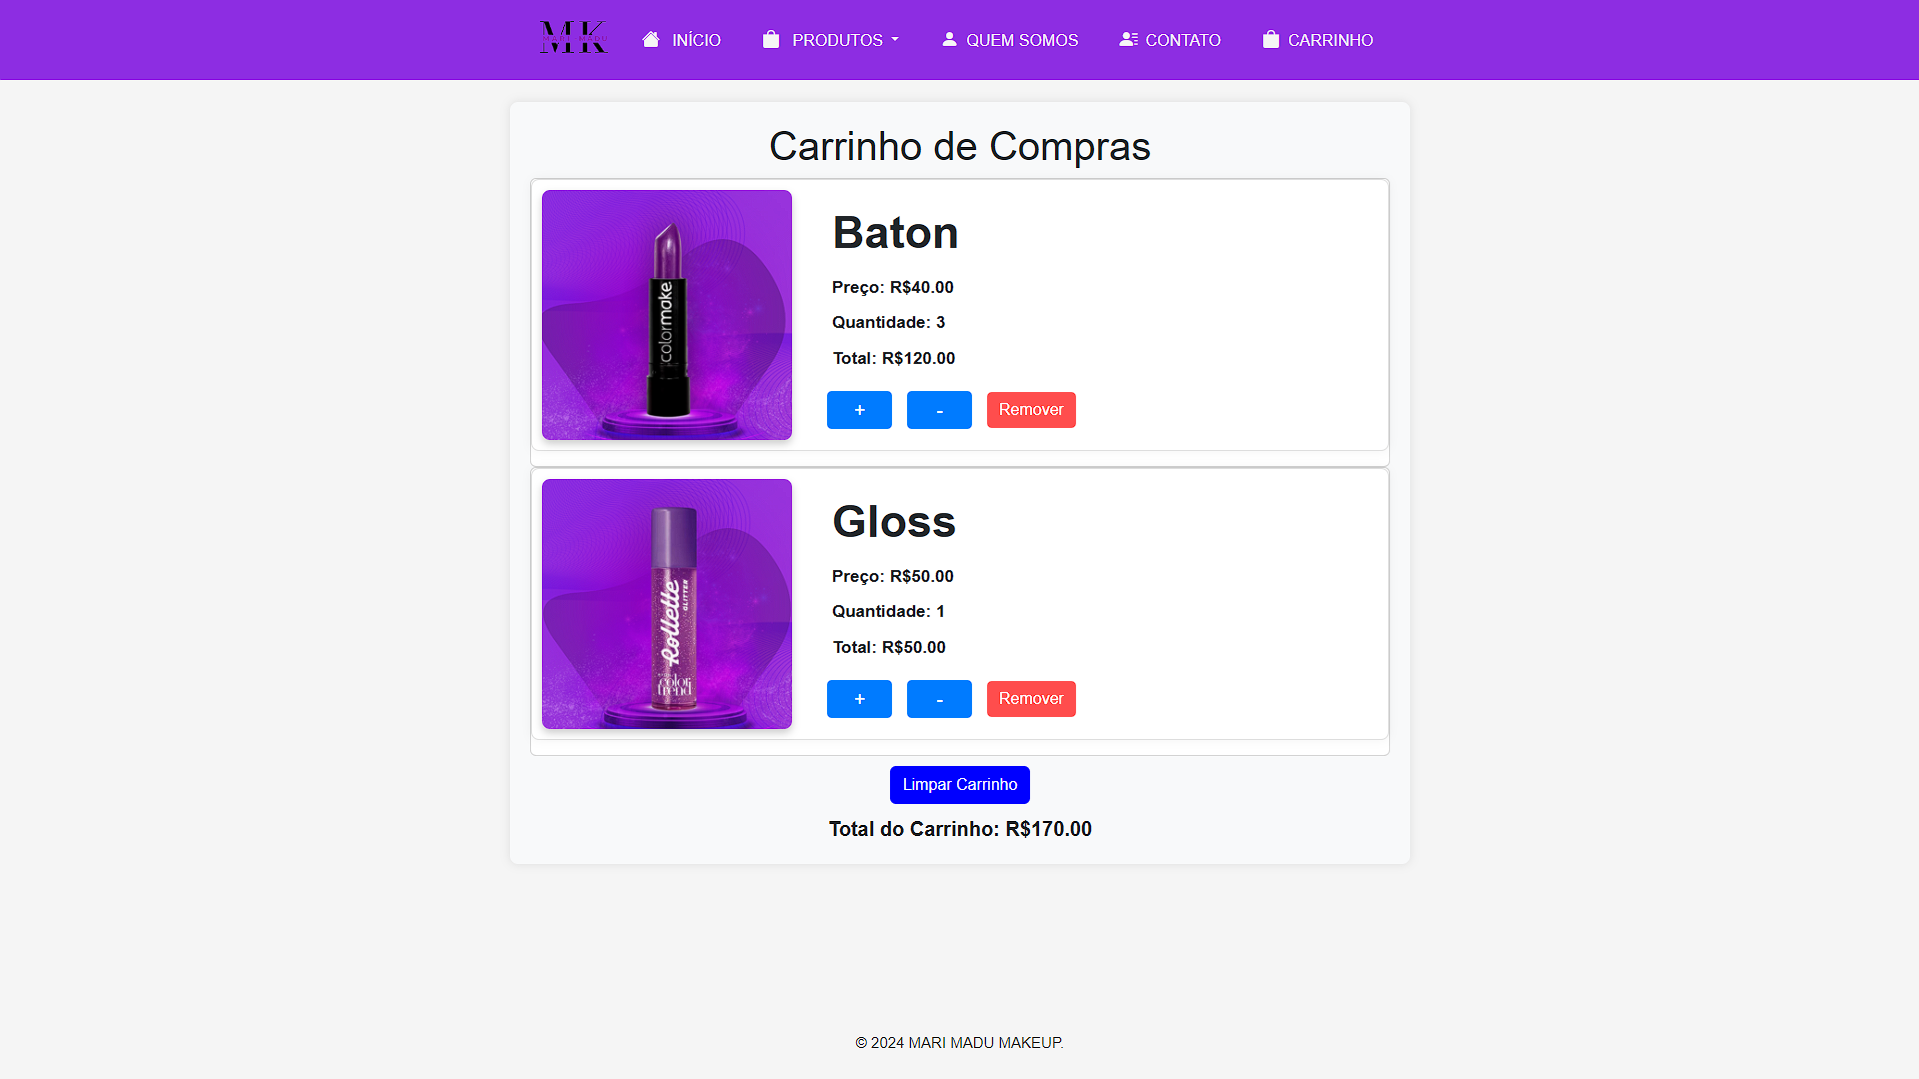 MK
MARI MADU
INÍCIO
PRODUTOS
QUEM SOMOS
CONTATO
CARRINHO
Carrinho de Compras
colormake
Baton
Preço: R$40.00
Quantidade: 3
Total: R$120.00
+
-
Remover
Rollette
GLITTER
color
trend
Gloss
Preço: R$50.00
Quantidade: 1
Total: R$50.00
+
-
Remover
Limpar Carrinho
Total do Carrinho: R$170.00
© 2024 MARI MADU MAKEUP.